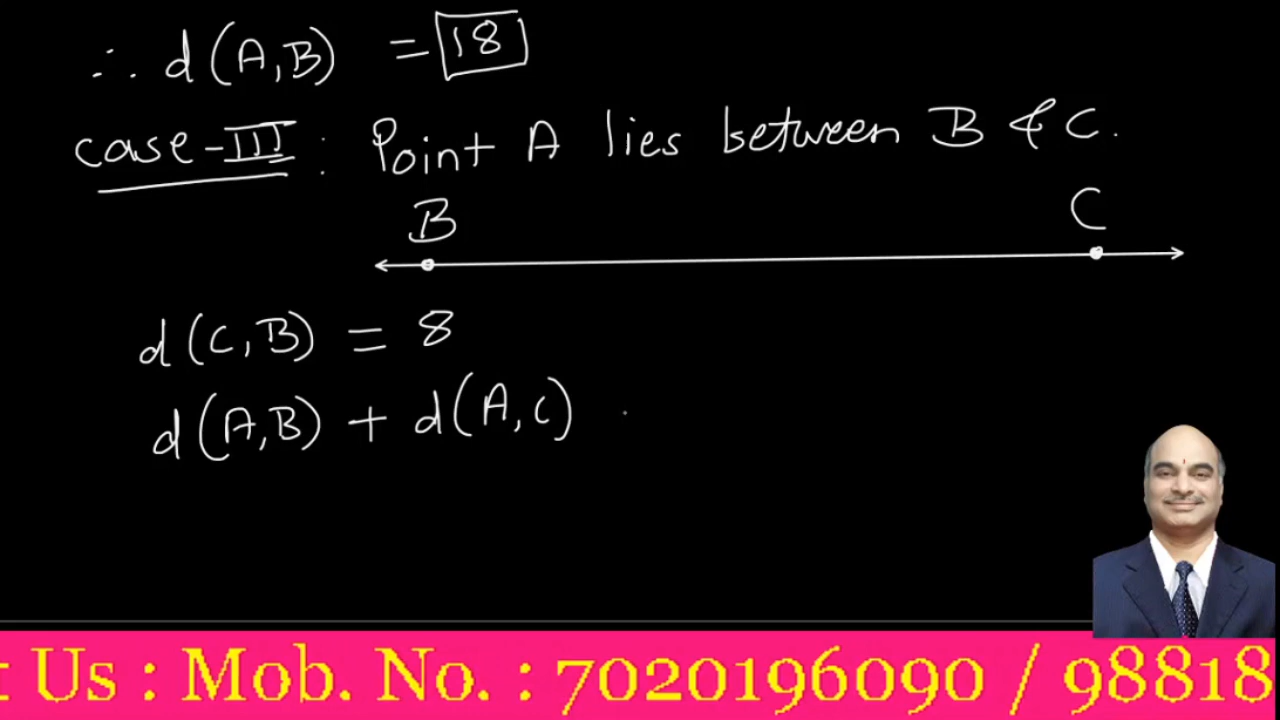 ∴ d(A,B) = 18
case-III : Point A lies between B & C.
B C
d(C,B) = 8
d(A,B) + d(A,C)
t Us : Mob. No. : 7020196090 / 98818